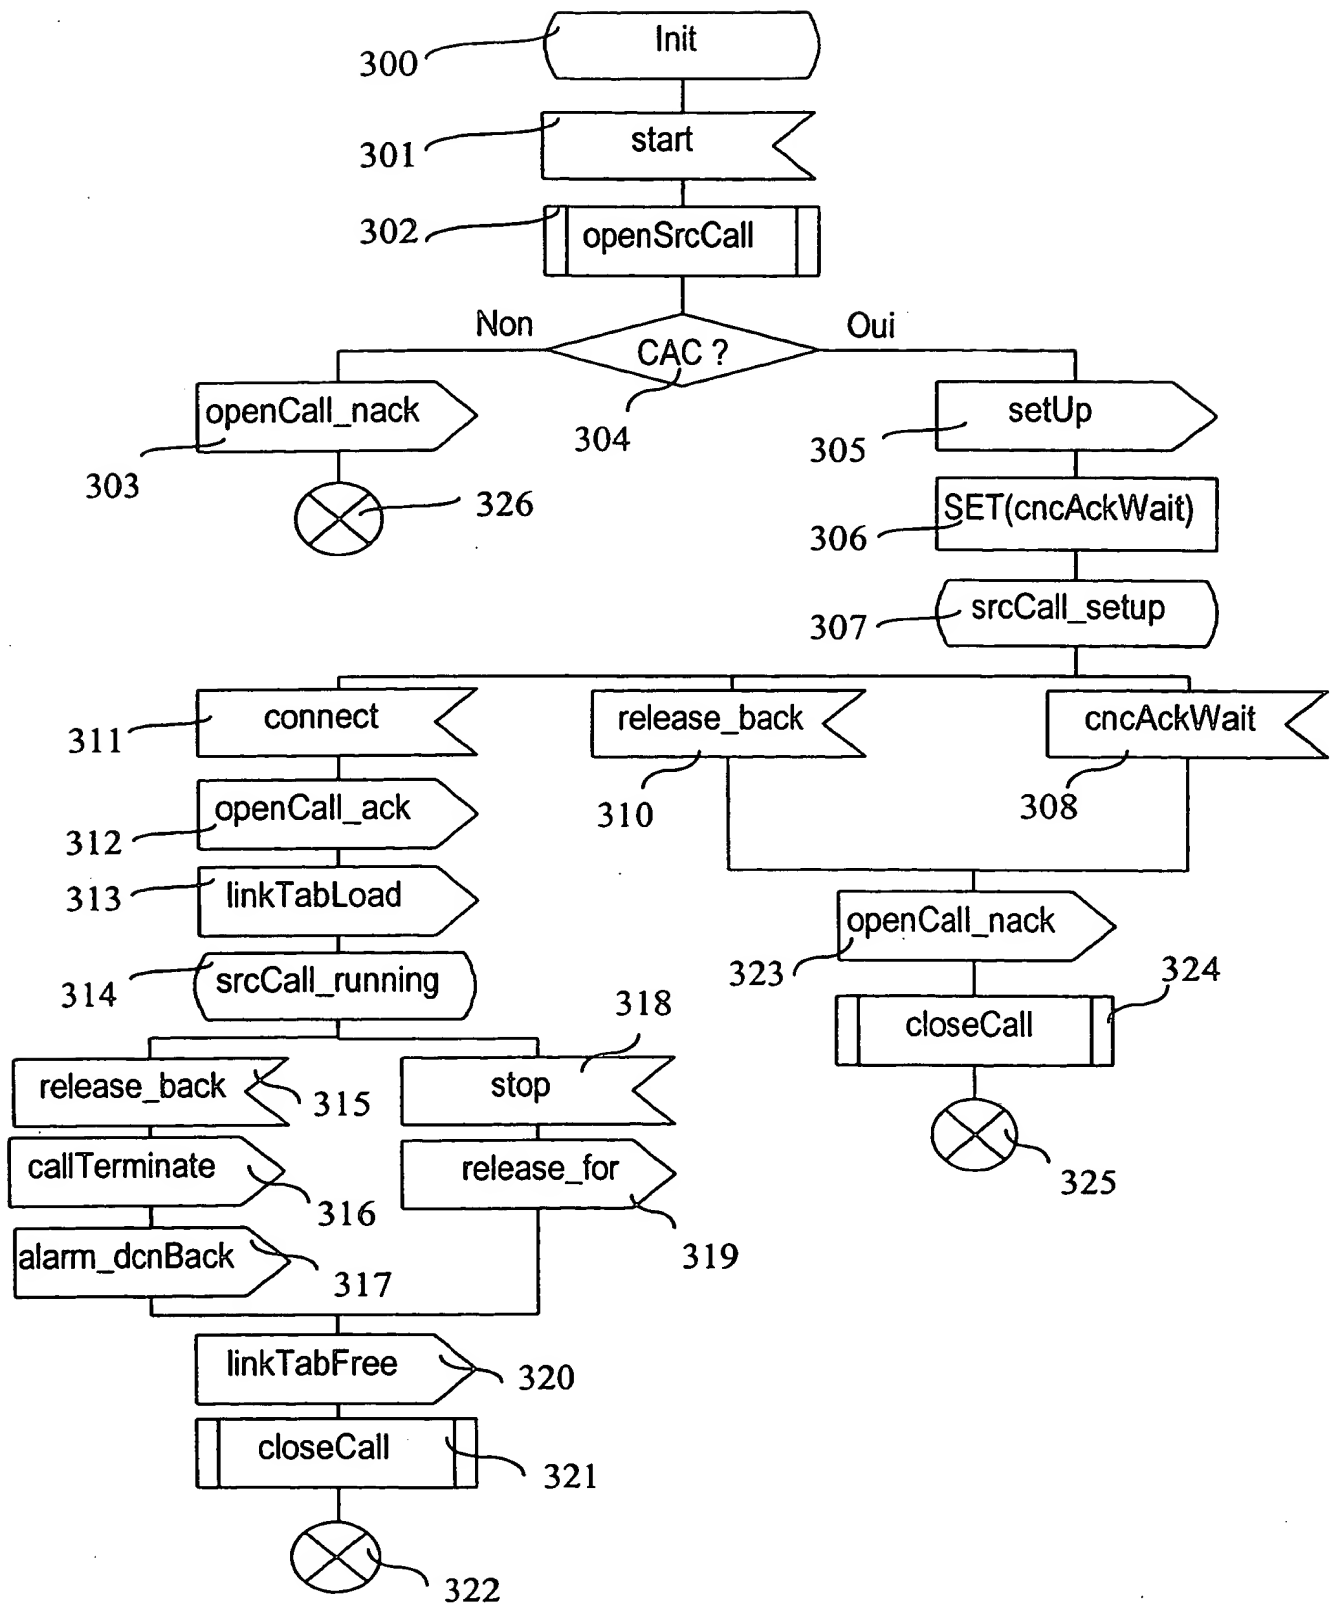 Init
300
start
301
302
openSrcCall
Non
Oui
CAC ?
304
openCall_nack
303
326
setUp
305
SET(cncAckWait)
306
srcCall_setup
307
connect
311
release_back
310
cncAckWait
308
openCall_ack
312
linkTabLoad
313
srcCall_running
314
openCall_nack
323
324
closeCall
325
318
release_back
315
stop
callTerminate
316
release_for
319
alarm_dcnBack
317
linkTabFree
320
closeCall
321
322